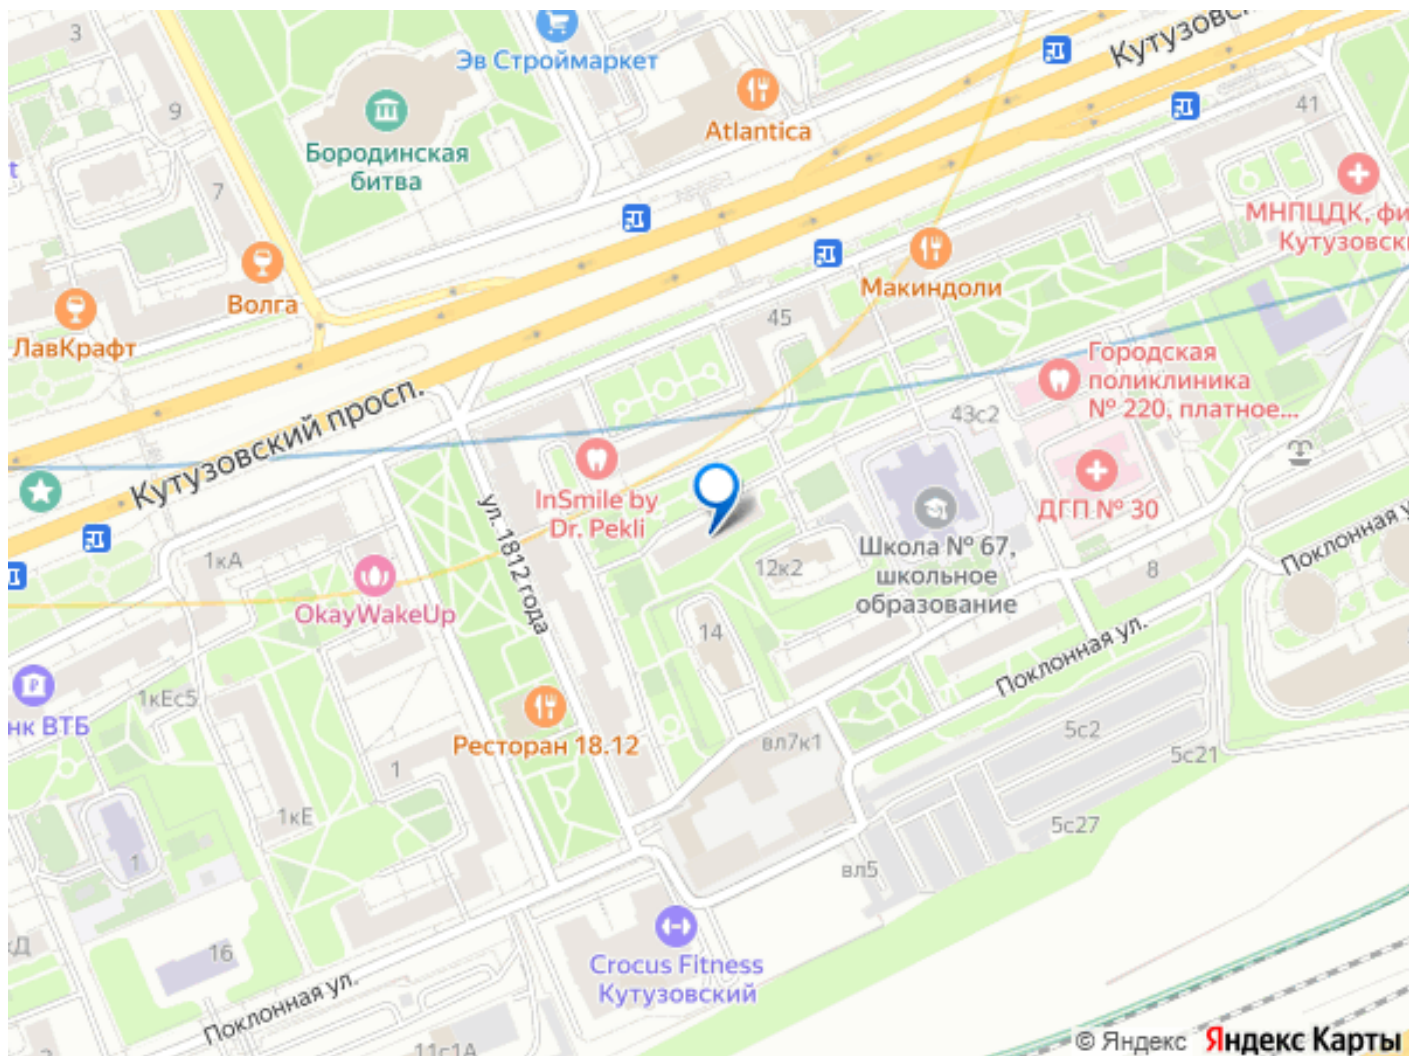 3
Эв Строймаркет
Кутузовс
9
Atlantica
41
Бородинская
битва
t
7
МНПЦДК, фи
Кутузовскі
Волга
Макиндоли
45
ЛавКрафт
Городская
поликлиника
№ 220, платное...
Кутузовский просп.
43с2
InSmile by
Dr. Pekli
ул. 1812 года
ДГП № 30
Школа № 67,
школьное
образование
Поклонная у
1кА
12к2
8
OkayWakeUp
14
Поклонная ул.
1кЕс5
нк ВТБ
Ресторан 18.12
вл7к1
5с2
5с21
1
1кЕ
5с27
1
вл5
кД
16
Crocus Fitness
Кутузовский
Поклонная ул.
11с1А
3
© Яндекс Яндекс Карты